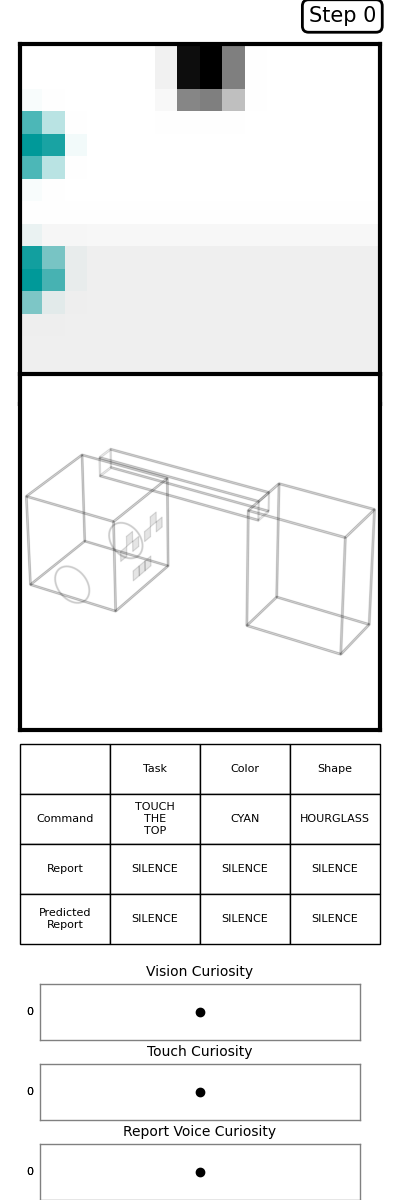 Step 0
Task Color Shape
Command TOUCH THE TOP CYAN HOURGLASS
Report SILENCE SILENCE SILENCE
Predicted Report SILENCE SILENCE SILENCE
Vision Curiosity
0
Touch Curiosity
0
Report Voice Curiosity
0